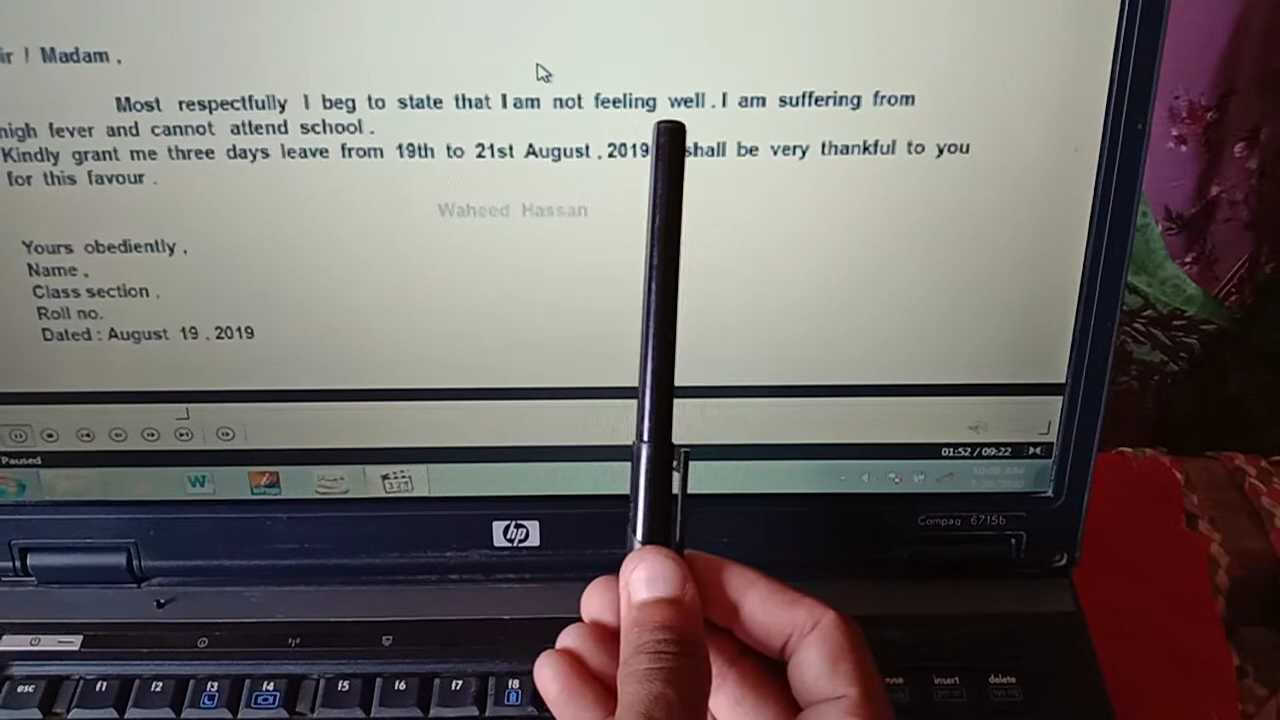 ir / Madam ,
Most respectfully I beg to state that I am not feeling well . I am suffering from
high fever and cannot attend school .
Kindly grant me three days leave from 19th to 21st August , 2019 shall be very thankful to you
for this favour .
Waheed Hassan
Yours obediently ,
Name ,
Class section ,
Roll no.
Dated : August 19 , 2019
Paused
01:52 / 09:22
W
321
hp
Compaq 6715b
esc
f1
f2
f3
f4
f5
f6
f7
f8
insert
delete